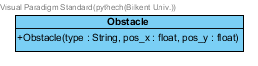 Visual Paradigm Standard(pythech(Bilkent Univ.))
Obstacle
+Obstacle(type : String, pos_x : float, pos_y : float)